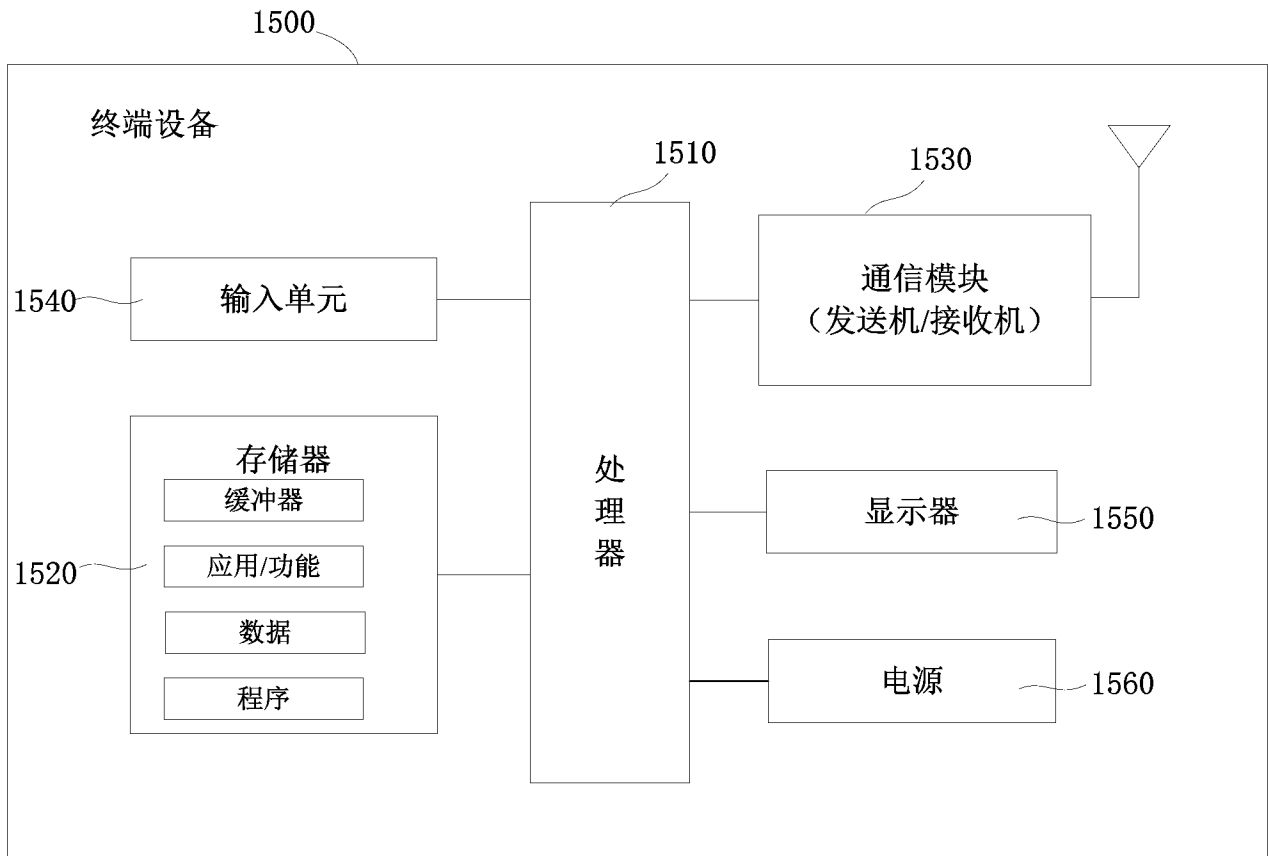 1500
终端设备
1510
1530
1540
输入单元
通信模块
（发送机/接收机）
存储器
缓冲器
1520
应用/功能
数据
程序
处
理
器
显示器
1550
电源
1560